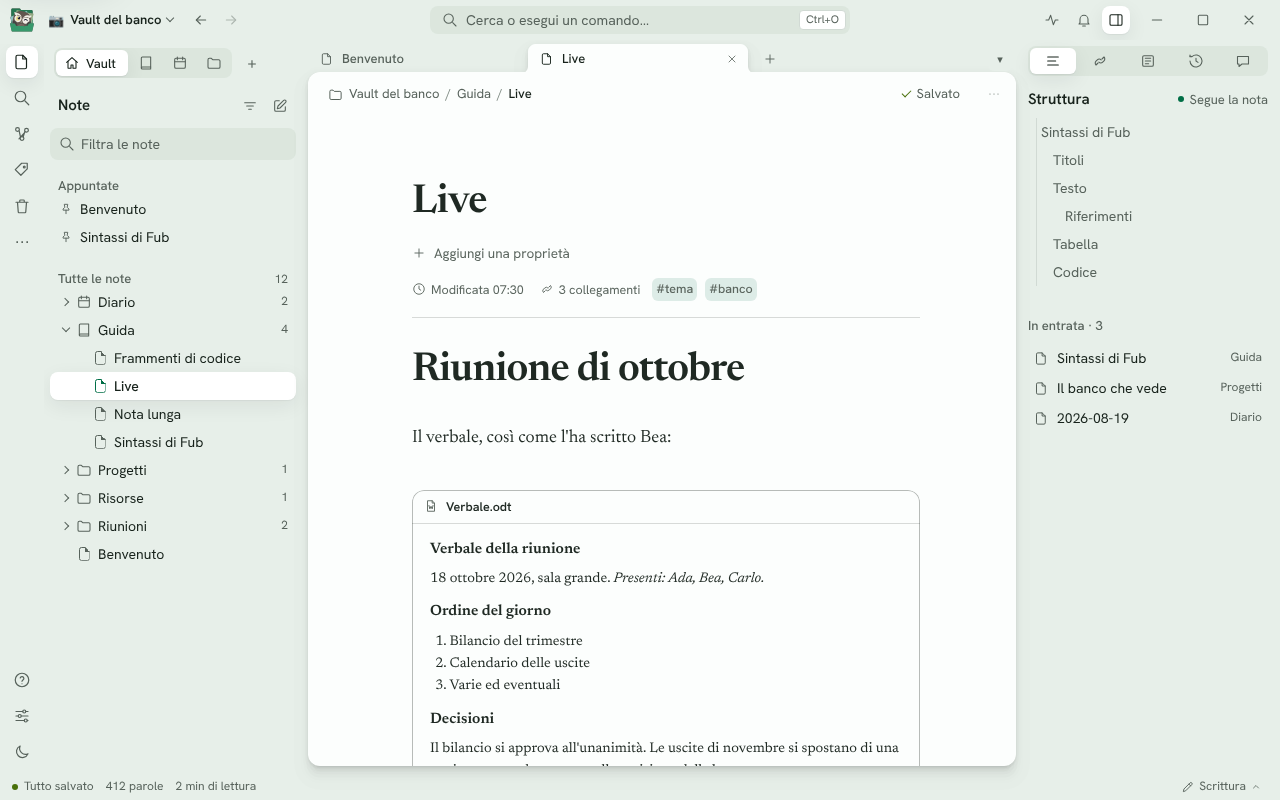 Vault del banco
Cerca o esegui un comando…
Ctrl+O
Vault
Note
Filtra le note
Appuntate
Benvenuto
Sintassi di Fub
Tutte le note 12
Diario 2
Guida 4
Frammenti di codice
Live
Nota lunga
Sintassi di Fub
Progetti 1
Risorse 1
Riunioni 2
Benvenuto
Benvenuto
Live
Vault del banco / Guida / Live
Salvato
Live
Aggiungi una proprietà
Modificata 07:30 3 collegamenti #tema #banco
Riunione di ottobre
Il verbale, così come l'ha scritto Bea:
Verbale.odt
Verbale della riunione
18 ottobre 2026, sala grande. Presenti: Ada, Bea, Carlo.
Ordine del giorno
1. Bilancio del trimestre
2. Calendario delle uscite
3. Varie ed eventuali
Decisioni
Il bilancio si approva all'unanimità. Le uscite di novembre si spostano di una
Struttura
Segue la nota
Sintassi di Fub
Titoli
Testo
Riferimenti
Tabella
Codice
In entrata · 3
Sintassi di Fub Guida
Il banco che vede Progetti
2026-08-19 Diario
Tutto salvato 412 parole 2 min di lettura
Scrittura